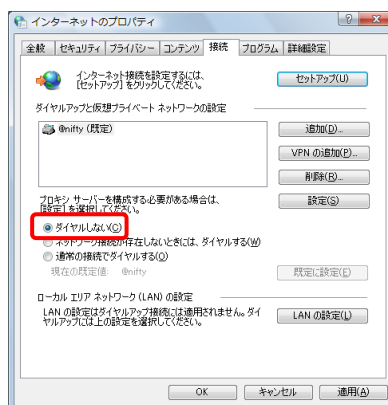 インターネットのプロパティ
全般 セキュリティ プライバシー コンテンツ 接続 プログラム 詳細設定
インターネット接続を設定するには、
[セットアップ] をクリックしてください。
セットアップ(U)
ダイヤルアップと仮想プライベート ネットワークの設定
@nifty (既定)
追加(D)...
VPN の追加(P)...
削除(R)...
プロキシ サーバーを構成する必要がある場合は、
[設定] を選択してください。
設定(S)
ダイヤルしない(C)
ネットワーク接続が存在しないときには、ダイヤルする(W)
通常の接続でダイヤルする(O)
現在の既定値: @nifty
既定に設定(E)
ローカル エリア ネットワーク (LAN) の設定
LAN の設定はダイヤルアップ接続には適用されません。ダイ
ヤルアップには上の設定を選択してください。
LAN の設定(L)
OK キャンセル 適用(A)